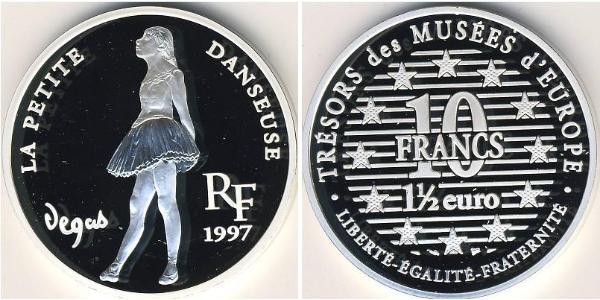 LA PETITE
DANSEUSE
Degas
RF
1997
TRÉSORS des MUSÉES d'EUROPE
10
FRANCS
1½ euro
· LIBERTÉ-ÉGALITÉ-FRATERNITÉ ·